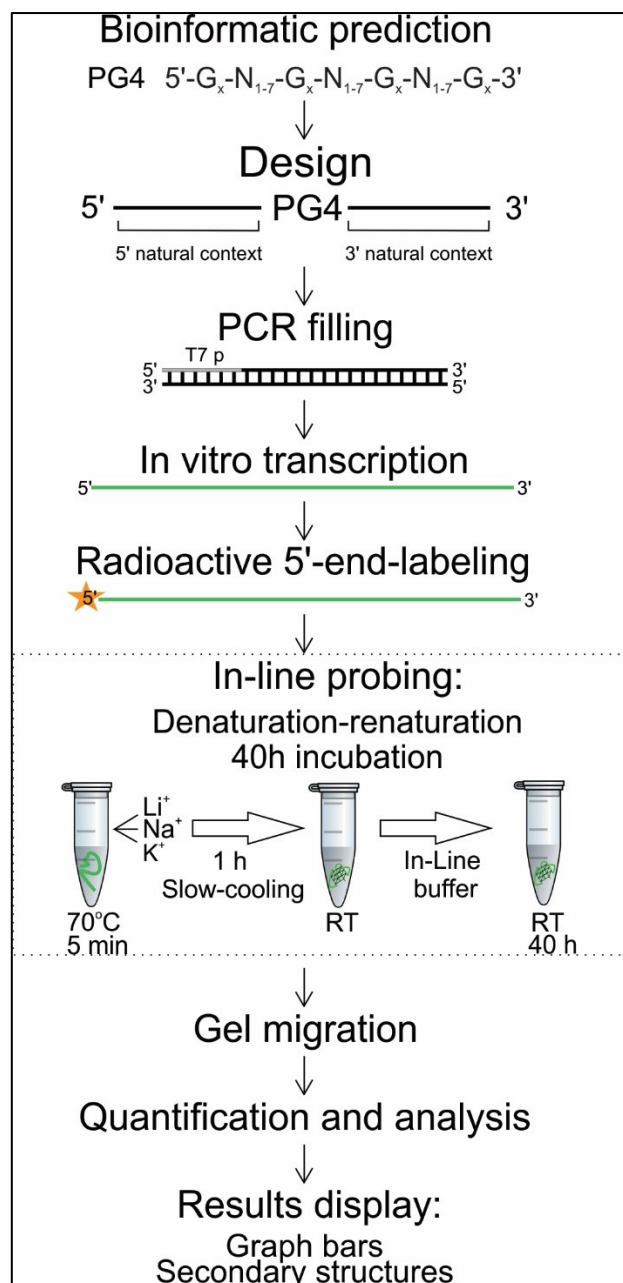 Bioinformatic prediction
PG4 5'-Gₓ-N₁₋₇-Gₓ-N₁₋₇-Gₓ-N₁₋₇-Gₓ-3'
Design
5' PG4 3'
5' natural context 3' natural context
PCR filling
T7 p
5' 3'
3' 5'
In vitro transcription
5' 3'
Radioactive 5'-end-labeling
5' 3'
In-line probing:
Denaturation-renaturation
40h incubation
Li⁺
Na⁺
K⁺
1 h
Slow-cooling
In-Line
buffer
70°C
5 min
RT
RT
40 h
Gel migration
Quantification and analysis
Results display:
Graph bars
Secondary structures